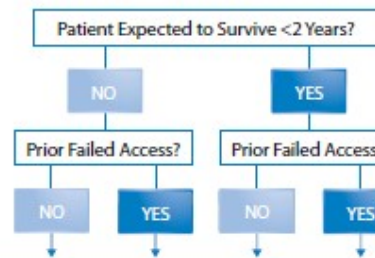 Patient Expected to Survive <2 Years?
NO
YES
Prior Failed Access?
Prior Failed Access
NO
YES
NO
YES